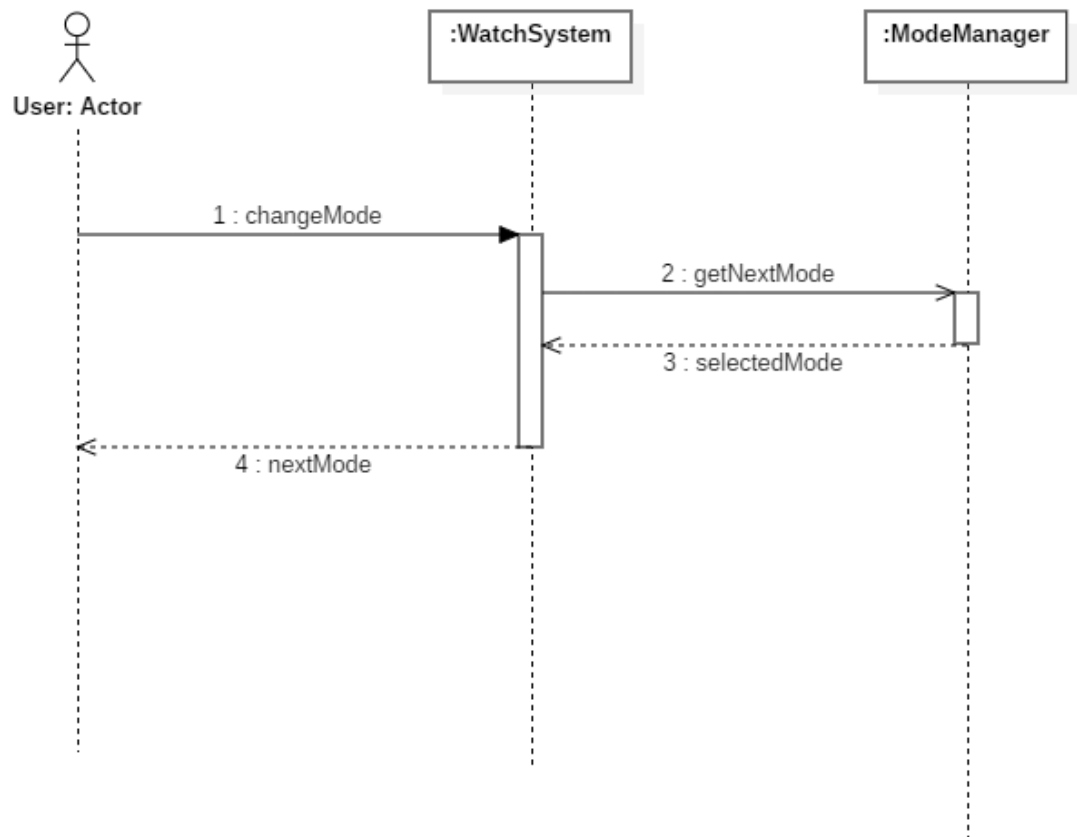 :WatchSystem
:ModeManager
User: Actor
1 : changeMode
2 : getNextMode
3 : selectedMode
4 : nextMode